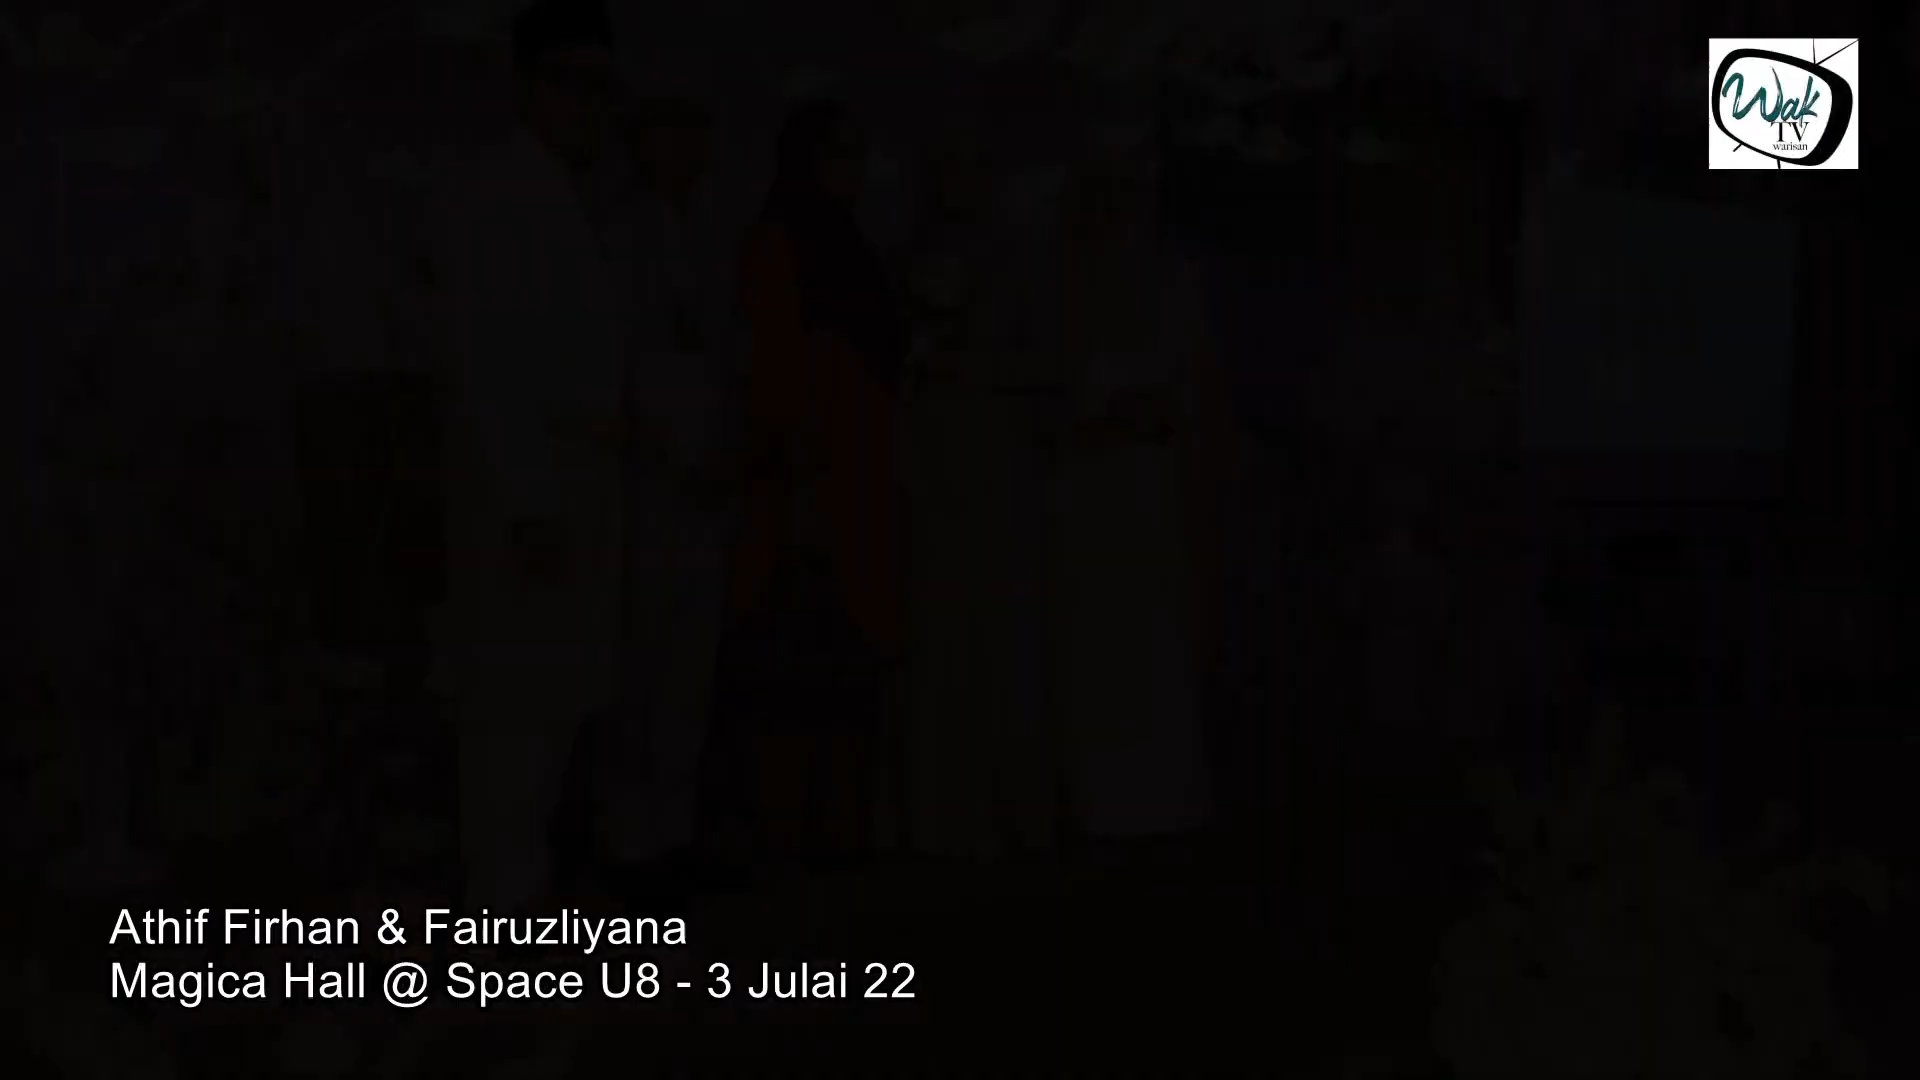 Wak
TV
warisan
Athif Firhan & Fairuzliyana
Magica Hall @ Space U8 - 3 Julai 22